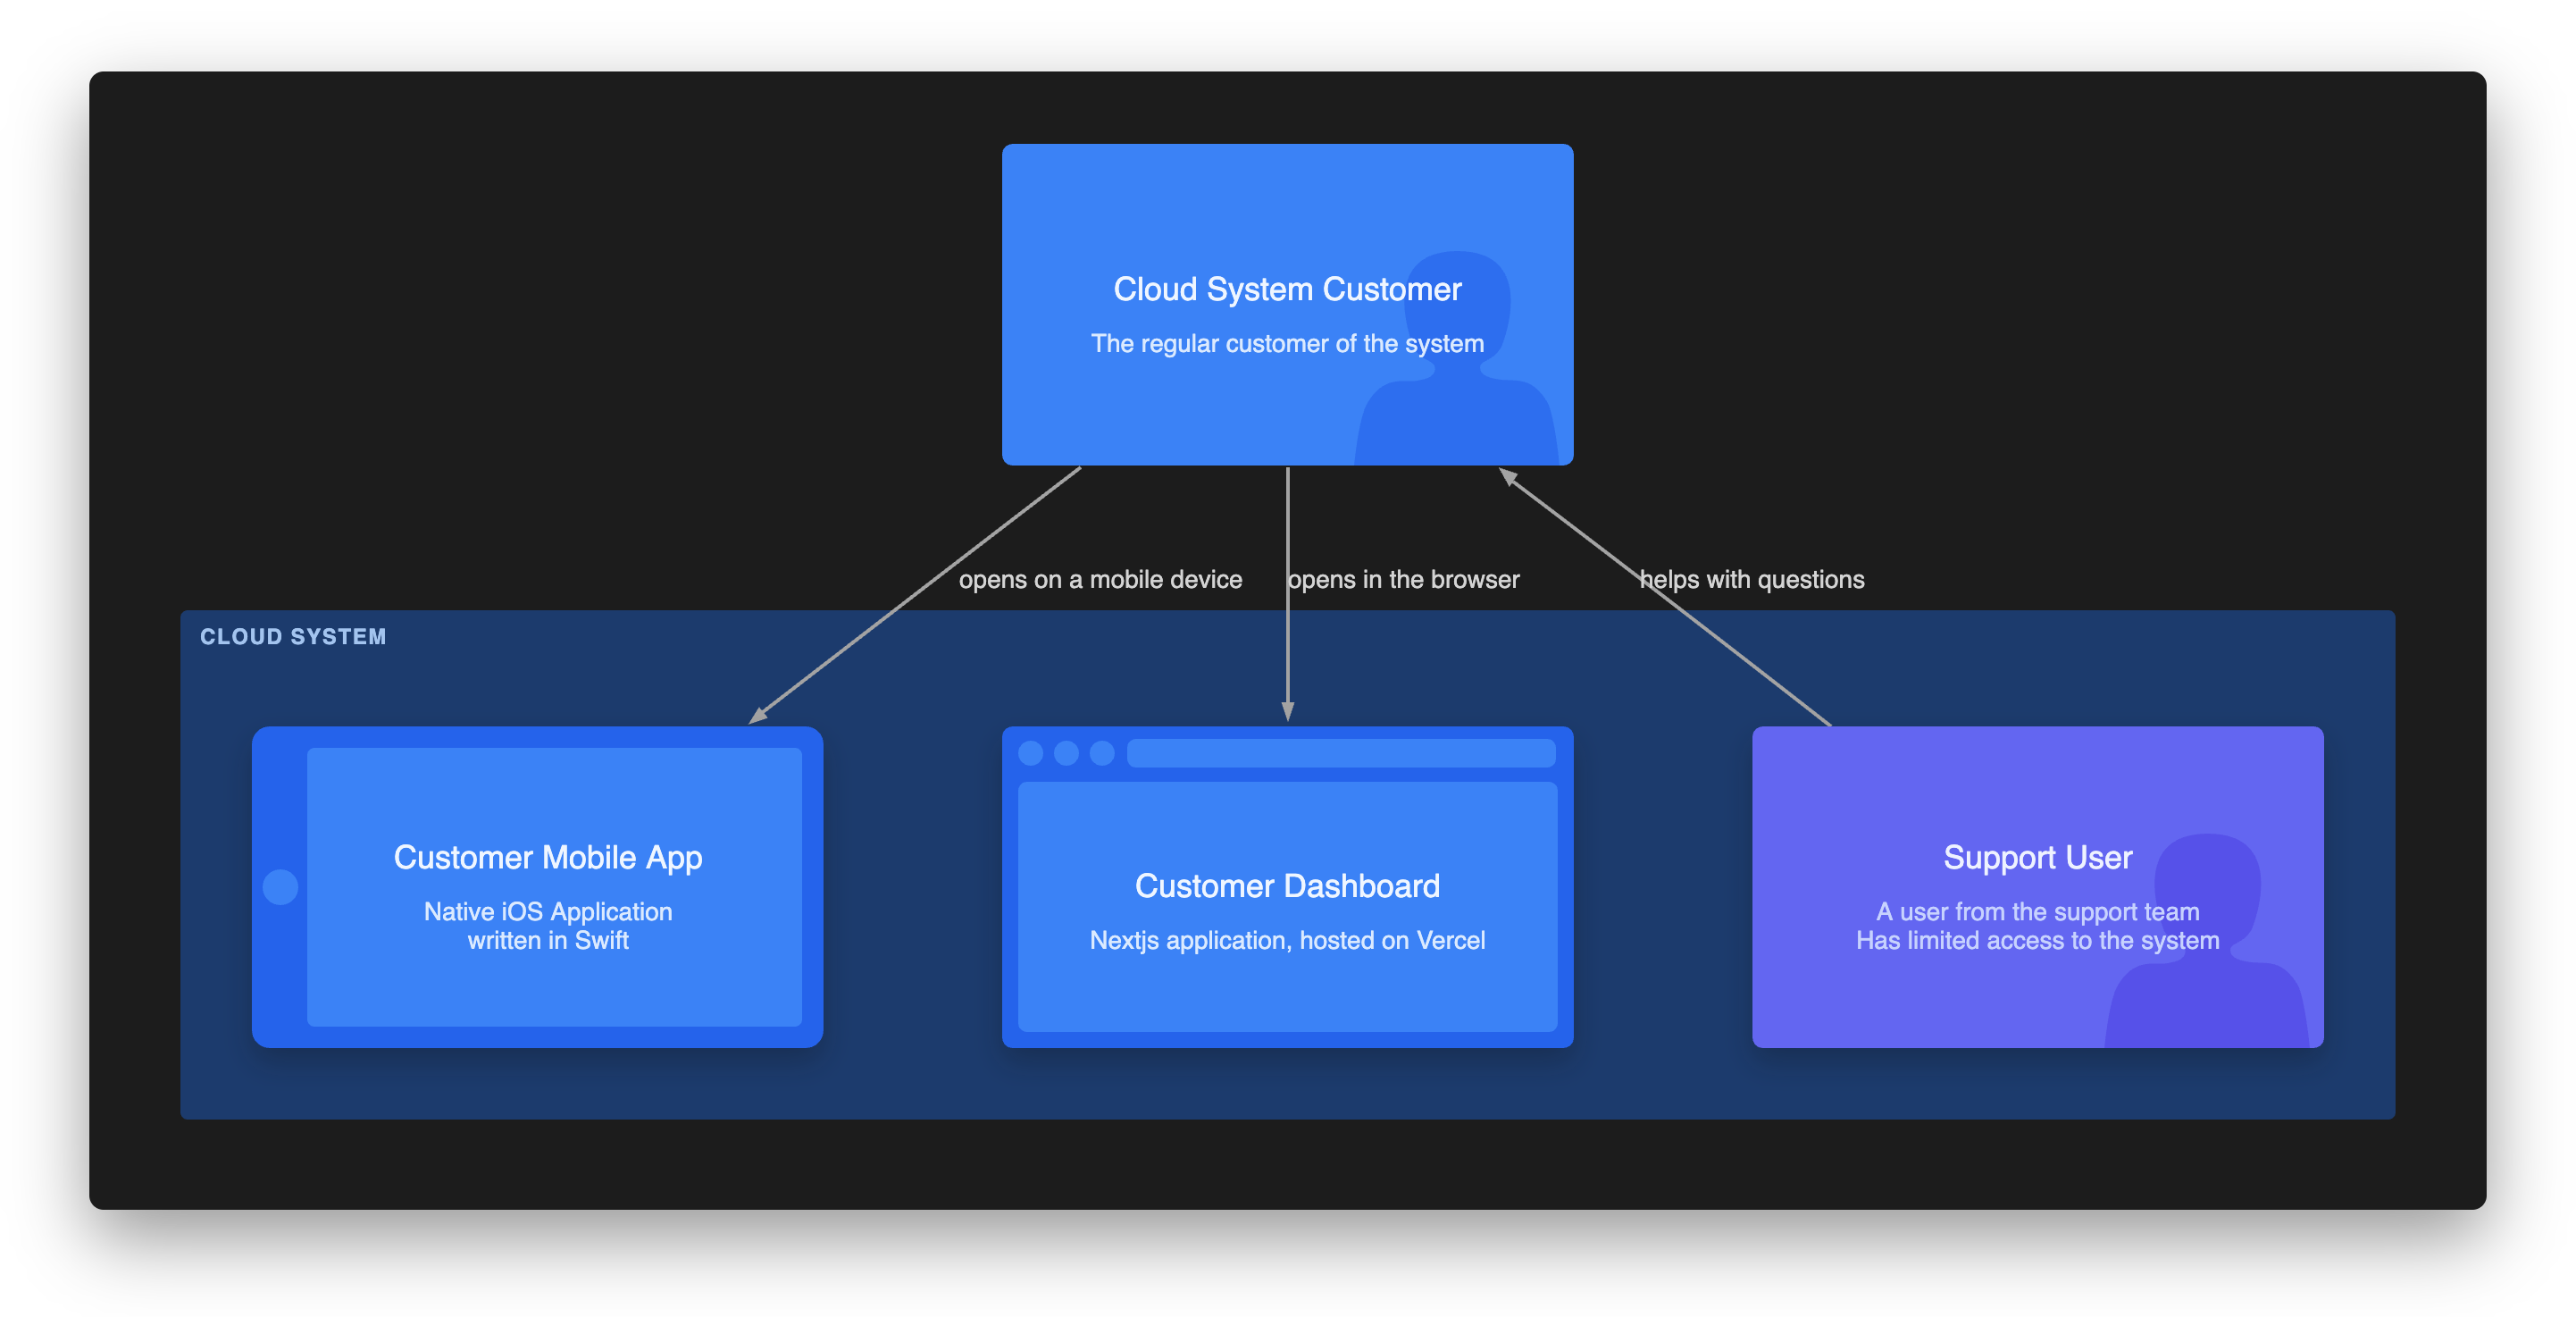 Cloud System Customer
The regular customer of the system
opens on a mobile device
opens in the browser
helps with questions
CLOUD SYSTEM
Customer Mobile App
Native iOS Application
written in Swift
Customer Dashboard
Nextjs application, hosted on Vercel
Support User
A user from the support team
Has limited access to the system